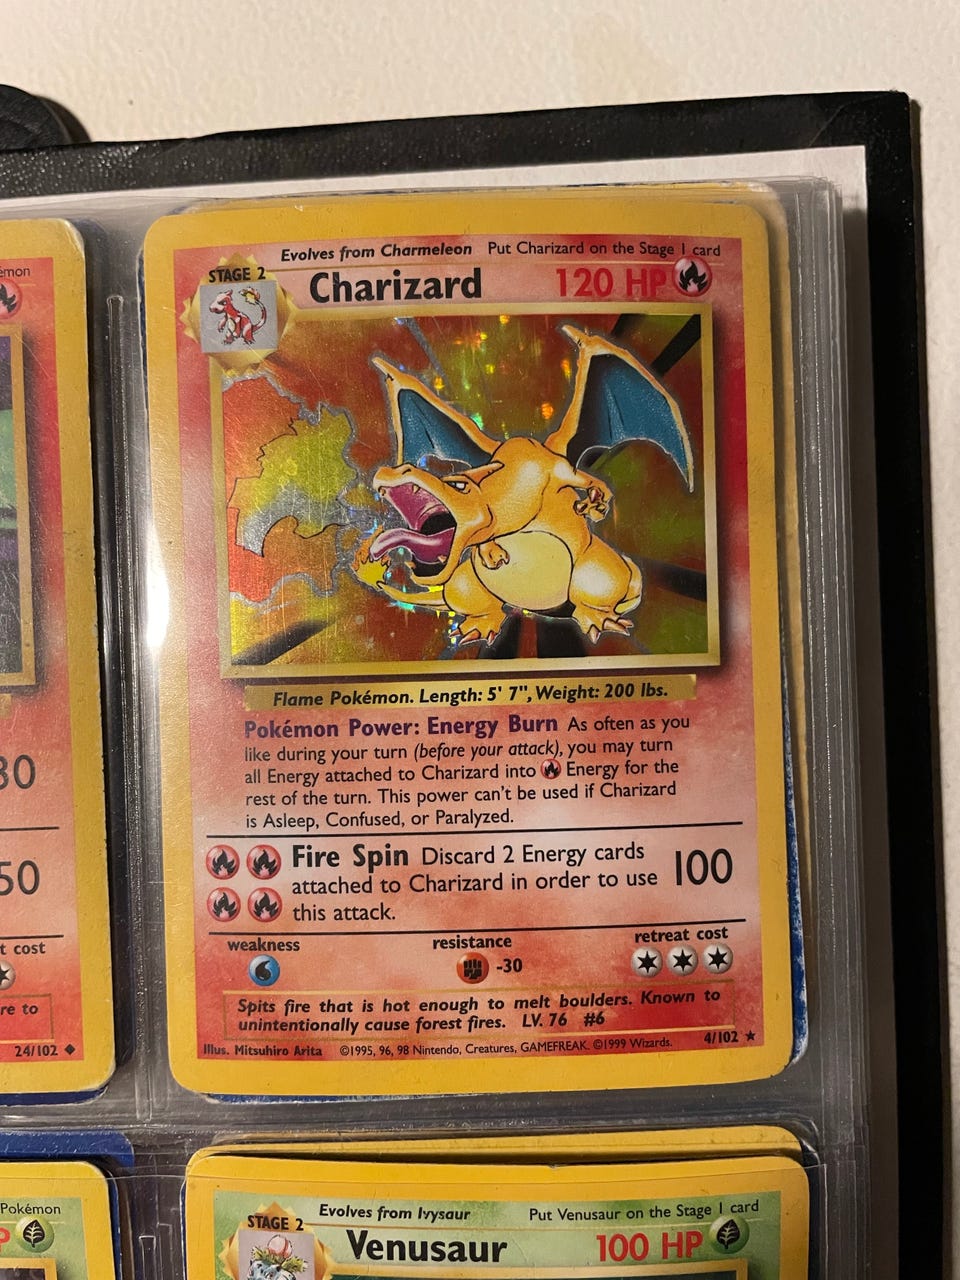 Evolves from Charmeleon Put Charizard on the Stage 1 card
STAGE 2
Charizard 120 HP
Flame Pokémon. Length: 5' 7", Weight: 200 lbs.
Pokémon Power: Energy Burn As often as you
like during your turn (before your attack), you may turn
all Energy attached to Charizard into Energy for the
rest of the turn. This power can't be used if Charizard
is Asleep, Confused, or Paralyzed.
Fire Spin Discard 2 Energy cards
attached to Charizard in order to use 100
this attack.
weakness resistance retreat cost
-30
Spits fire that is hot enough to melt boulders. Known to
unintentionally cause forest fires. LV. 76 #6
Illus. Mitsuhiro Arita ©1995, 96, 98 Nintendo, Creatures, GAMEFREAK. ©1999 Wizards. 4/102
50
cost
re to
24/102
Pokémon
Evolves from Ivysaur Put Venusaur on the Stage 1 card
STAGE 2
Venusaur 100 HP